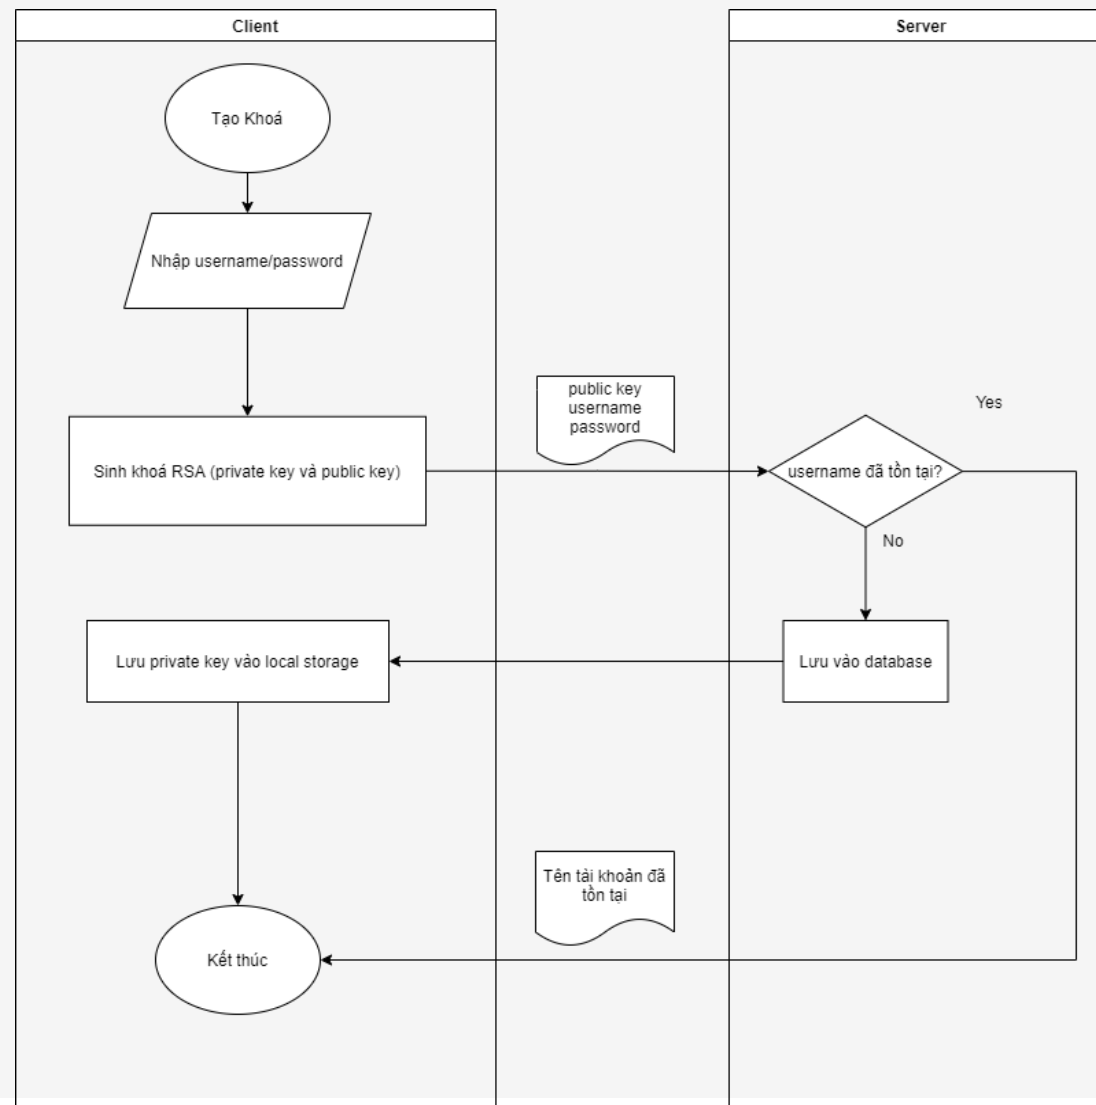 Client
Server
Tạo Khoá
Nhập username/password
public key
username
password
Yes
Sinh khoá RSA (private key và public key)
username đã tồn tại?
No
Lưu private key vào local storage
Lưu vào database
Tên tài khoản đã
tồn tại
Kết thúc